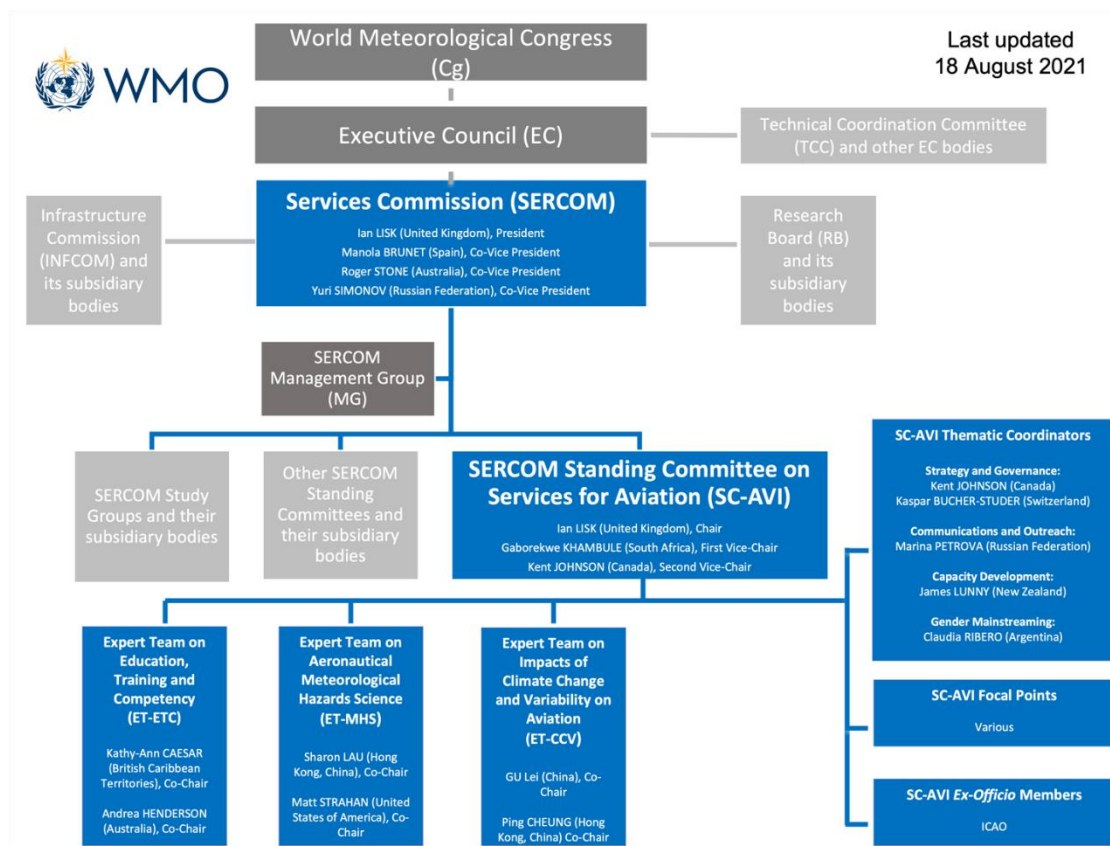 WMO
World Meteorological Congress
(Cg)
Last updated
18 August 2021
Executive Council (EC)
Technical Coordination Committee
(TCC) and other EC bodies
Infrastructure
Commission
(INFCOM) and
its subsidiary
bodies
Services Commission (SERCOM)
Ian LISK (United Kingdom), President
Manola BRUNET (Spain), Co-Vice President
Roger STONE (Australia), Co-Vice President
Yuri SIMONOV (Russian Federation), Co-Vice President
Research
Board (RB)
and its
subsidiary
bodies
SERCOM
Management Group
(MG)
SERCOM Study
Groups and their
subsidiary bodies
Other SERCOM
Standing
Committees and
their subsidiary
bodies
SERCOM Standing Committee on
Services for Aviation (SC-AVI)
Ian LISK (United Kingdom), Chair
Gaborekwe KHAMBULE (South Africa), First Vice-Chair
Kent JOHNSON (Canada), Second Vice-Chair
SC-AVI Thematic Coordinators
Strategy and Governance:
Kent JOHNSON (Canada)
Kaspar BUCHER-STUDER (Switzerland)
Communications and Outreach:
Marina PETROVA (Russian Federation)
Capacity Development:
James LUNNY (New Zealand)
Gender Mainstreaming:
Claudia RIBERO (Argentina)
Expert Team on
Education,
Training and
Competency
(ET-ETC)
Kathy-Ann CAESAR
(British Caribbean
Territories), Co-Chair
Andrea HENDERSON
(Australia), Co-Chair
Expert Team on
Aeronautical
Meteorological
Hazards Science
(ET-MHS)
Sharon LAU (Hong
Kong, China), Co-Chair
Matt STRAHAN (United
States of America), Co-
Chair
Expert Team on
Impacts of
Climate Change
and Variability on
Aviation
(ET-CCV)
GU Lei (China), Co-
Chair
Ping CHEUNG (Hong
Kong, China) Co-Chair
SC-AVI Focal Points
Various
SC-AVI Ex-Officio Members
ICAO